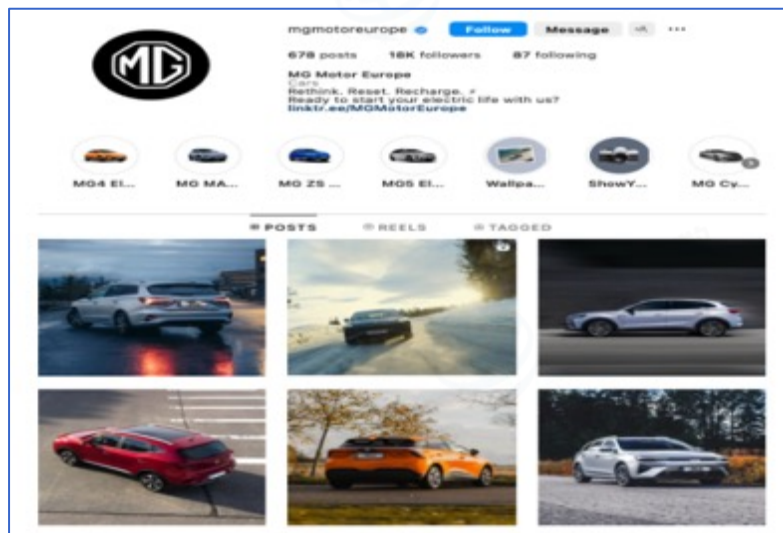 MG
mgmotoreurope Follow Message
678 posts 18K followers 87 following
MG Motor Europe
Cars
Rethink. Reset. Recharge.
Ready to start your electric life with us?
linktr.ee/MGMotorEurope
MG4 El... MG MA... MG ZS ... MG5 El... Wallpa... ShowY... MG Cy...
POSTS REELS TAGGED